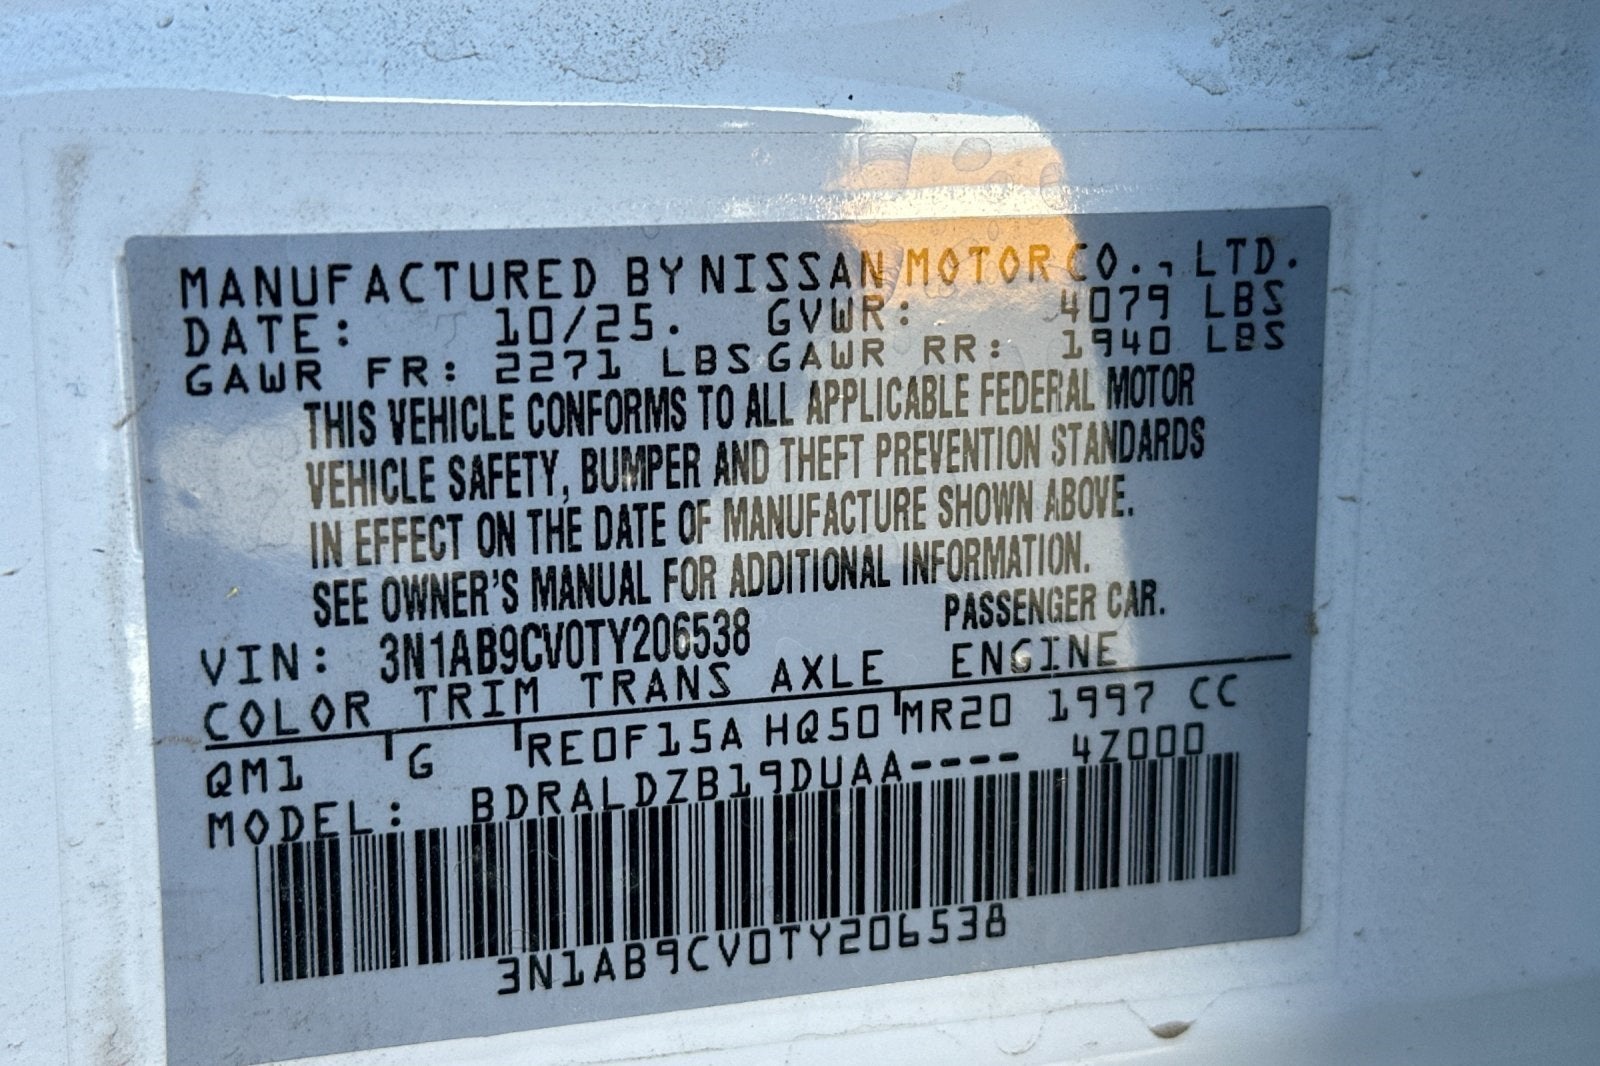 MANUFACTURED BY NISSAN MOTOR CO., LTD.
DATE: 10/25. GVWR: 4079 LBS
GAWR FR: 2271 LBS GAWR RR: 1940 LBS
THIS VEHICLE CONFORMS TO ALL APPLICABLE FEDERAL MOTOR
VEHICLE SAFETY, BUMPER AND THEFT PREVENTION STANDARDS
IN EFFECT ON THE DATE OF MANUFACTURE SHOWN ABOVE.
SEE OWNER'S MANUAL FOR ADDITIONAL INFORMATION.
VIN: 3N1AB9CV0TY206538 PASSENGER CAR.
COLOR TRIM TRANS AXLE ENGINE
QM1 G RE0F15A HQ50 MR20 1997 CC
MODEL: BDRALDZB19DUAA---- 4Z000
3N1AB9CV0TY206538